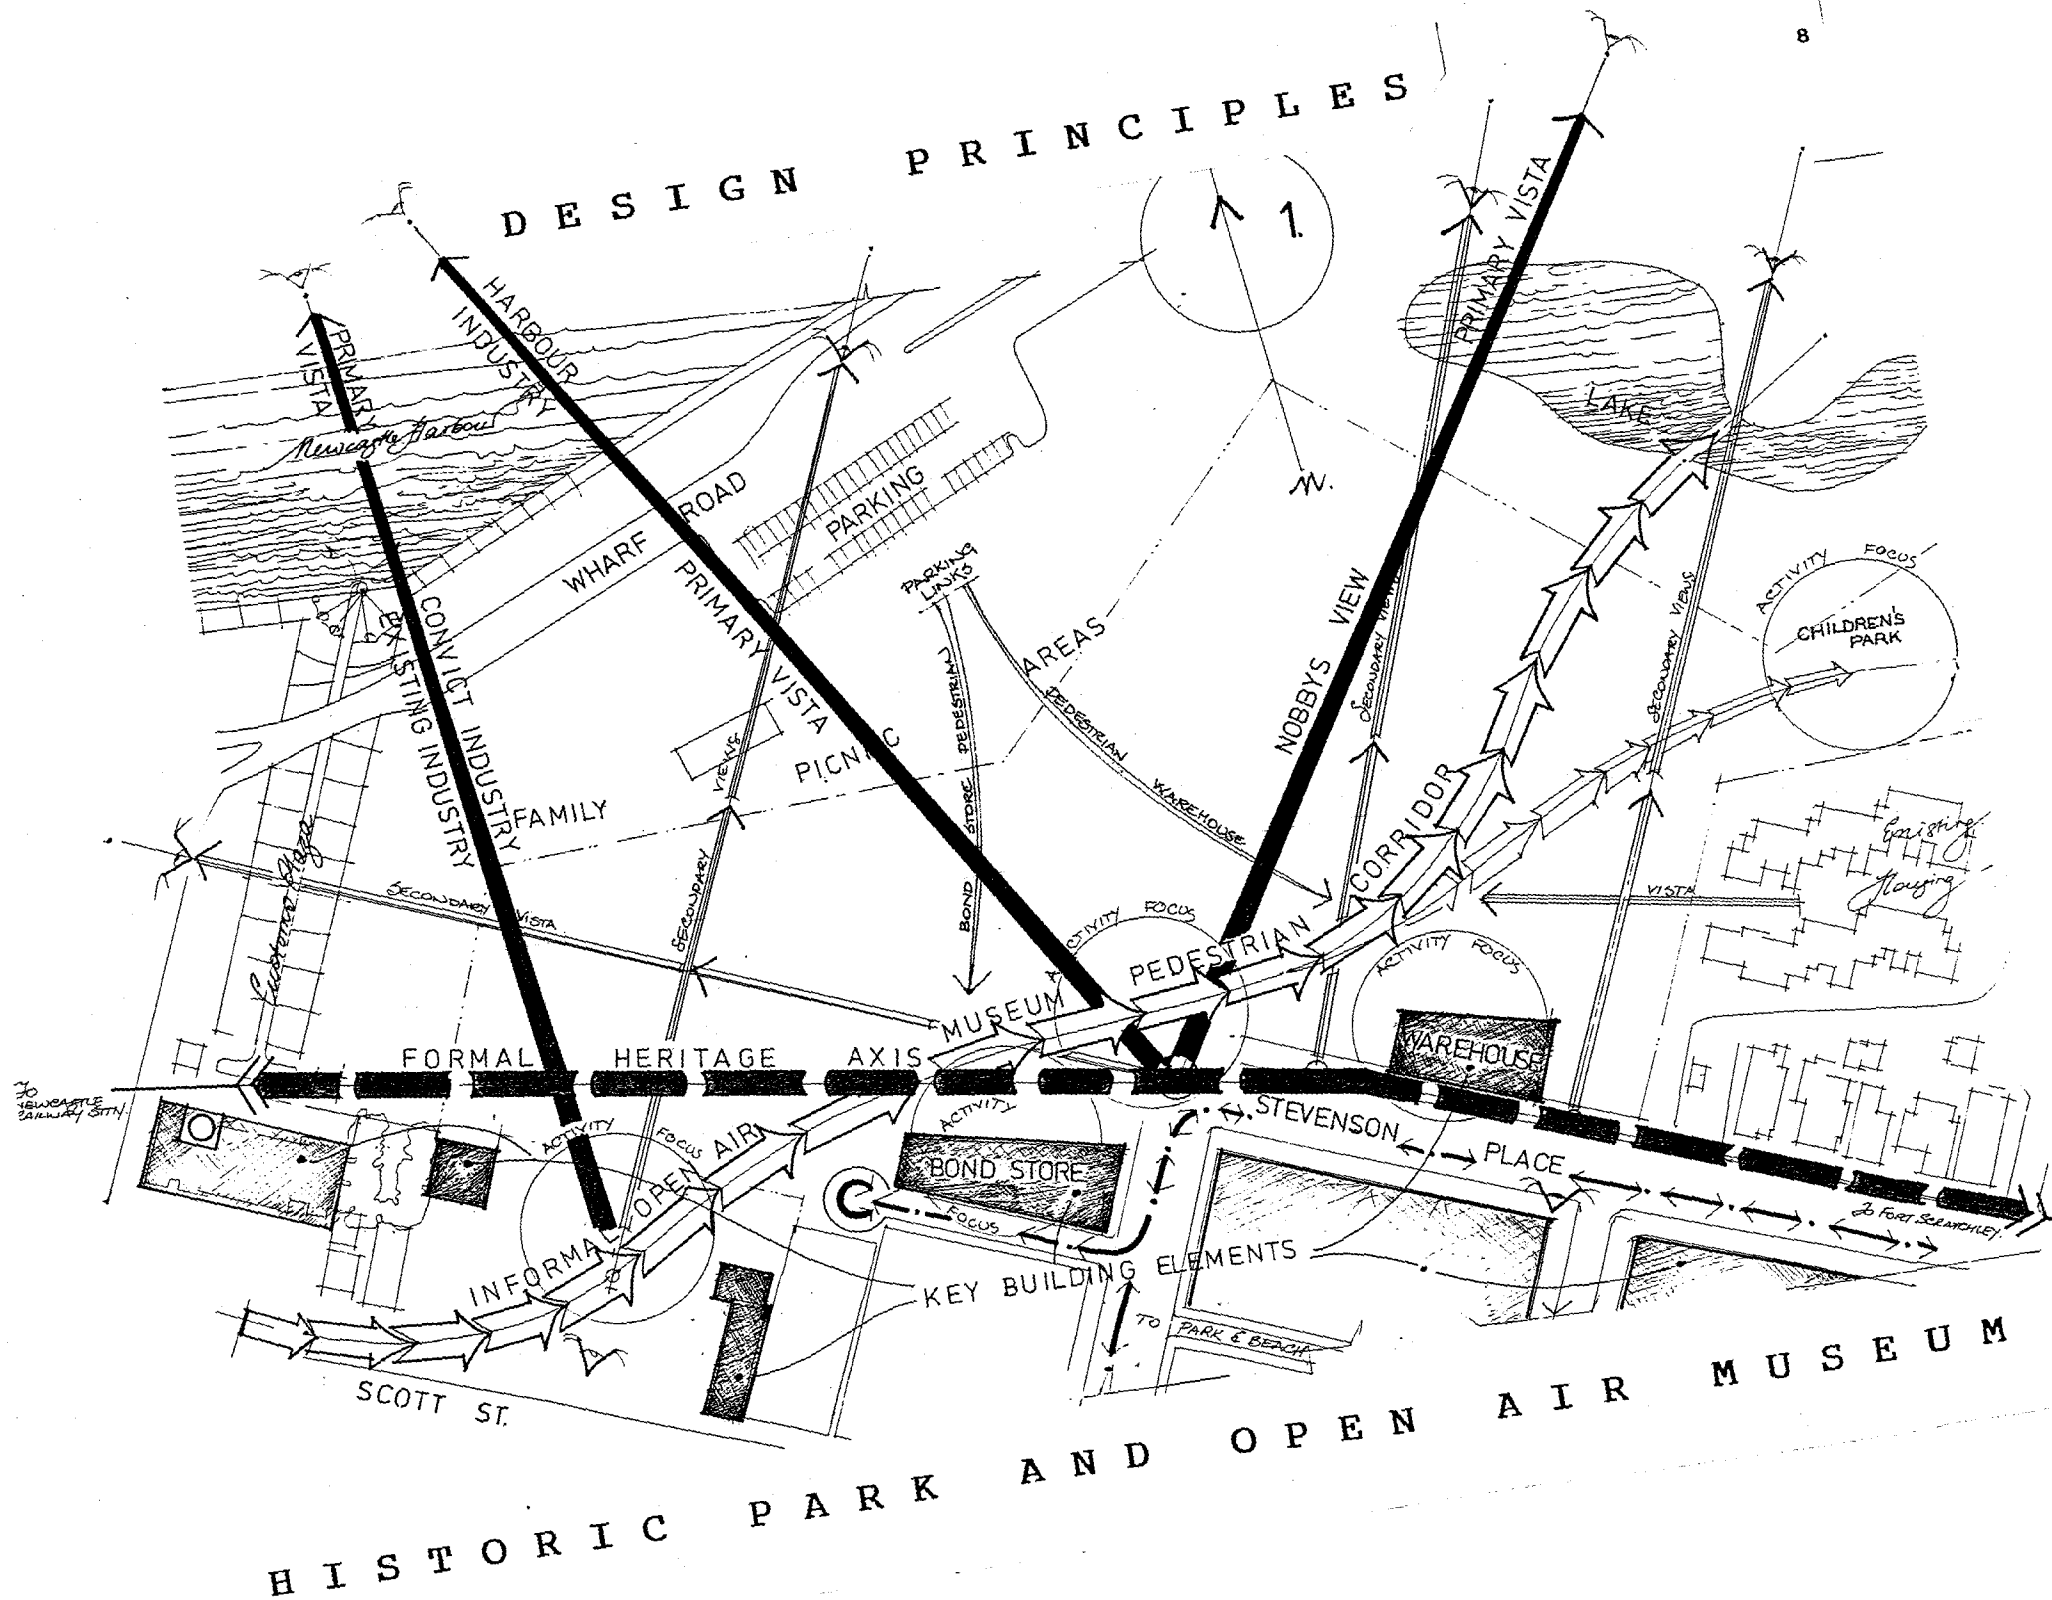 8
DESIGN PRINCIPLES
1.
N.
PRIMARY
VISTA
HARBOUR
INDUSTRY
PRIMARY VISTA
Newcastle Harbour
LAKE
WHARF ROAD
PARKING
PARKING
LINKS
PRIMARY VISTA
CONVICT INDUSTRY
EXISTING INDUSTRY
FAMILY PICNIC AREAS
BOND STORE PEDESTRIAN
PEDESTRIAN WAREHOUSE
NOBBYS VIEW
SECONDARY VIEWS
SECONDARY VIEWS
SECONDARY VIEWS
ACTIVITY FOCUS
CHILDREN'S
PARK
Existing
Housing
Customs Plaza
SECONDARY VISTA
VISTA
ACTIVITY FOCUS
ACTIVITY FOCUS
INFORMAL OPEN AIR MUSEUM PEDESTRIAN CORRIDOR
FORMAL HERITAGE AXIS
WAREHOUSE
To
NEWCASTLE
RAILWAY STTN.
ACTIVITY FOCUS
ACTIVITY
BOND STORE
FOCUS
STEVENSON PLACE
To FORT SCRATCHLEY.
KEY BUILDING ELEMENTS
TO PARK & BEACH
SCOTT ST.
HISTORIC PARK AND OPEN AIR MUSEUM